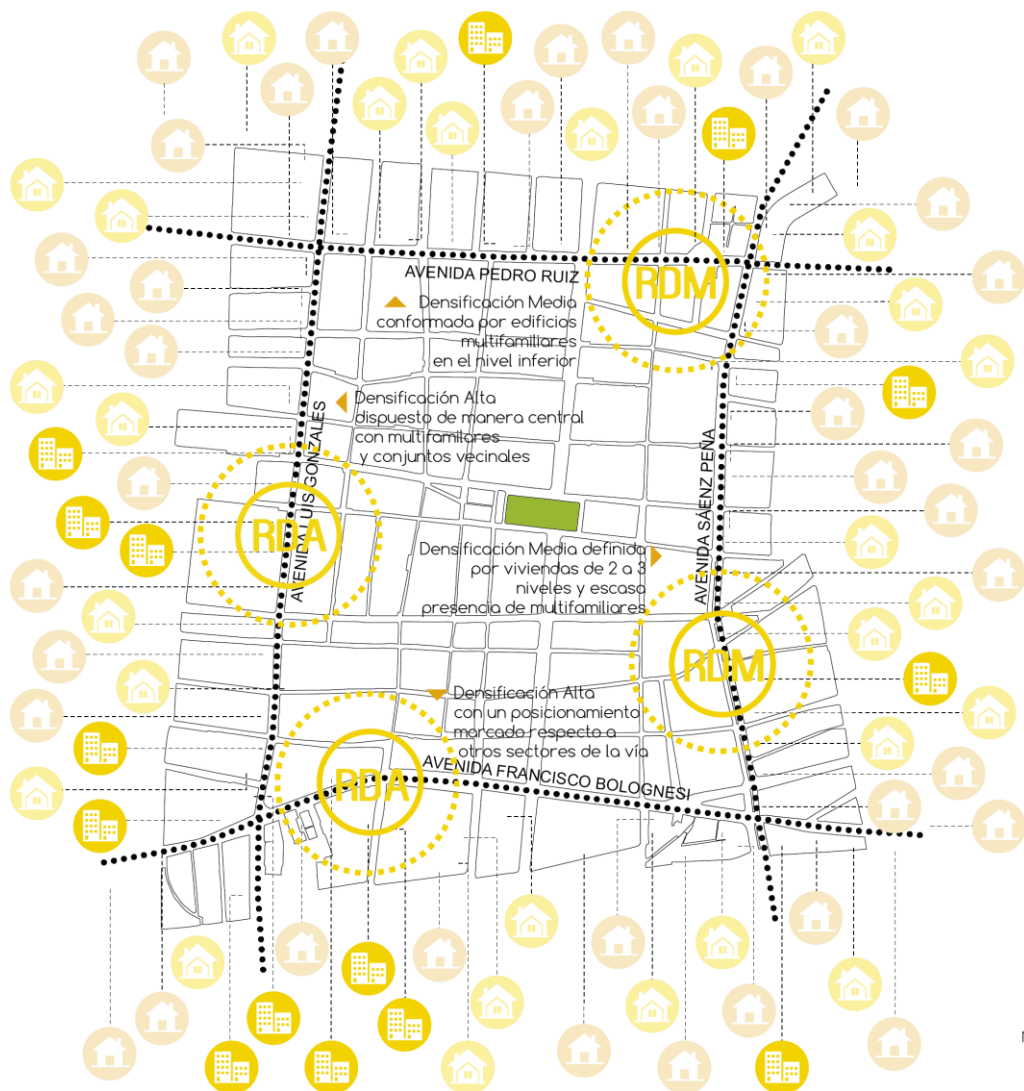 AVENIDA PEDRO RUIZ
RDM
Densificación Media
conformada por edificios
multifamiliares
en el nivel inferior
Densificación Alta
dispuesto de manera central
con multifamilares
y conjuntos vecinales
AVENIDA LUIS GONZALES
AVENIDA SAENZ PEÑA
RDA
Densificación Media definida
por viviendas de 2 a 3
niveles y escasa
presencia de multifamiliares
RDM
Densificación Alta
con un posicionamiento
marcado respecto a
otros sectores de la vía
AVENIDA FRANCISCO BOLOGNESI
RDA